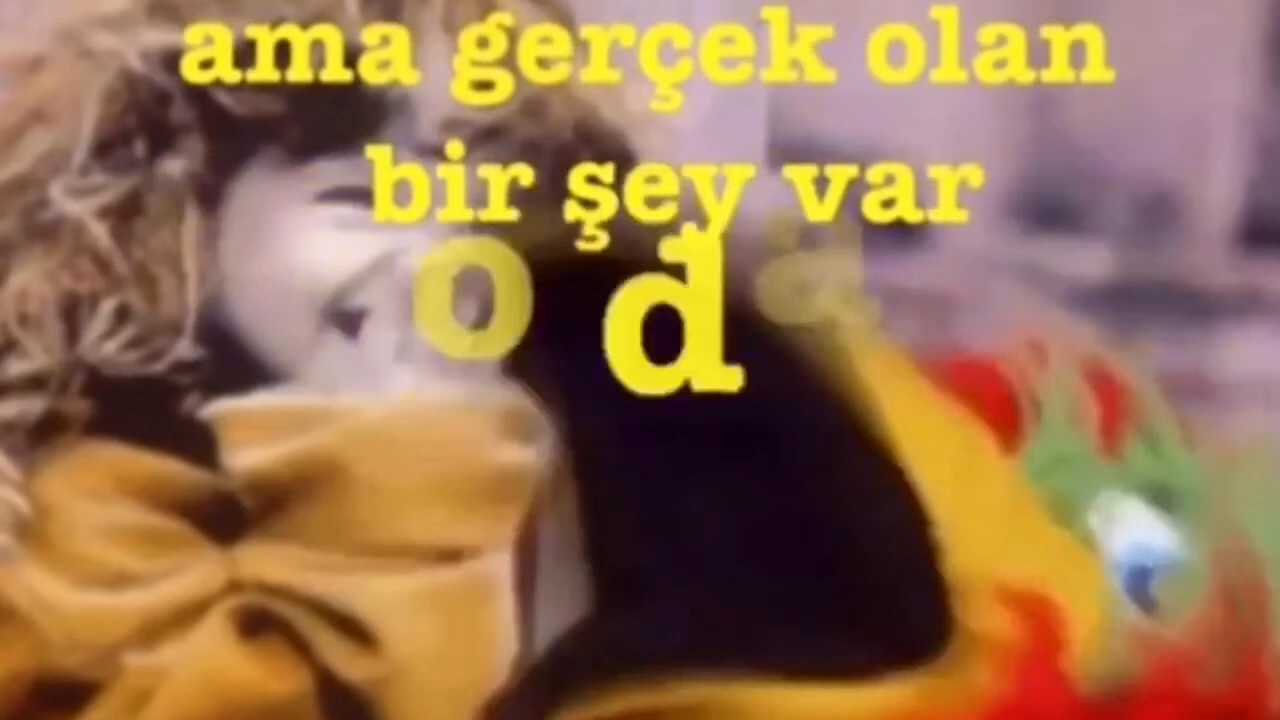 ama gerçek olan
bir şey var
o d